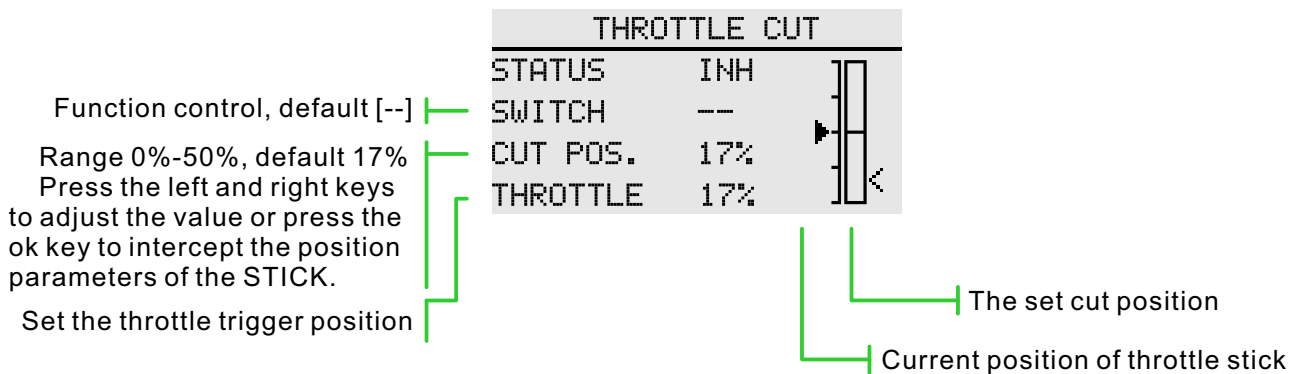 THROTTLE CUT
STATUS INH
SWITCH --
CUT POS. 17%
THROTTLE 17%
Function control, default [--]
Range 0%-50%, default 17%
Press the left and right keys
to adjust the value or press the
ok key to intercept the position
parameters of the STICK.
Set the throttle trigger position
The set cut position
Current position of throttle stick